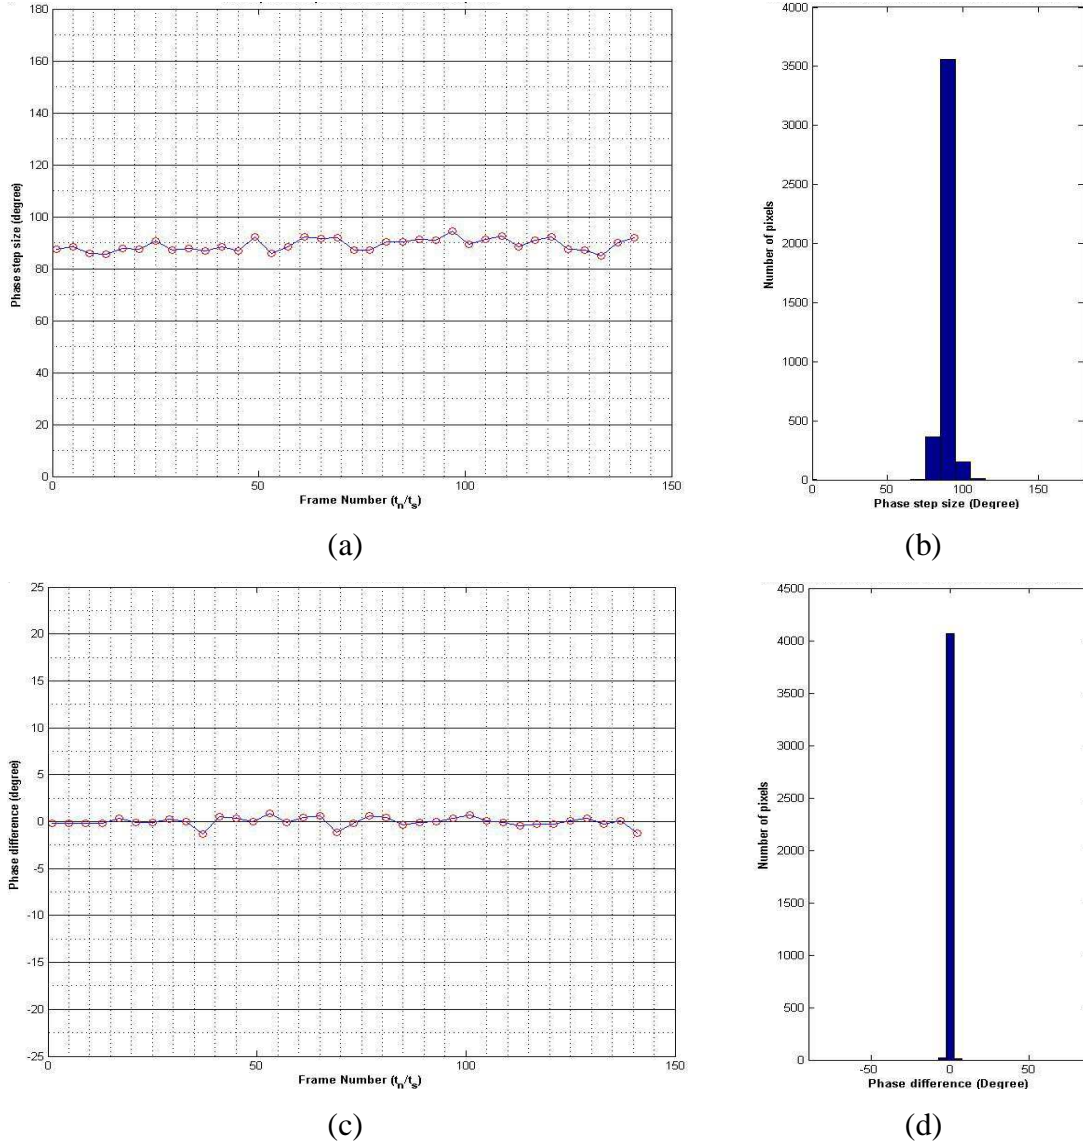 180
160
140
120
100
80
60
40
20
0
Phase step size (degree)
0 50 100 150
Frame Number (tn/ts)
(a)
4000
3500
3000
2500
2000
1500
1000
500
0
Number of pixels
0 50 100 150
Phase step size (Degree)
(b)
25
20
15
10
5
0
-5
-10
-15
-20
-25
Phase difference (degree)
0 50 100 150
Frame Number (tn/ts)
(c)
4500
4000
3500
3000
2500
2000
1500
1000
500
0
Number of pixels
-50 0 50
Phase difference (Degree)
(d)